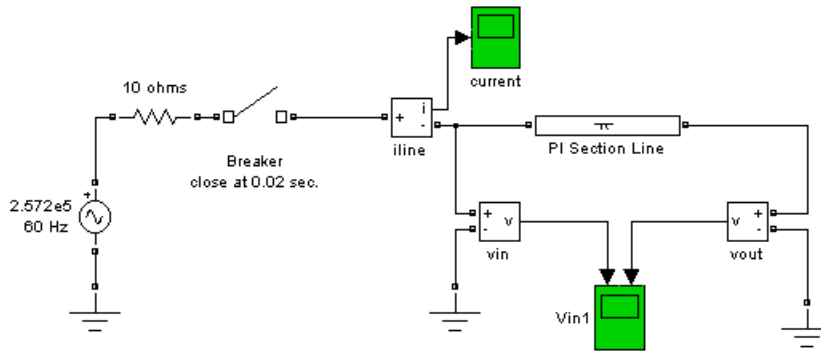 current
10 ohms
+ i -
iline
PI Section Line
Breaker
close at 0.02 sec.
2.572e5
60 Hz
+
+ - v
vin
v + -
vout
Vin1